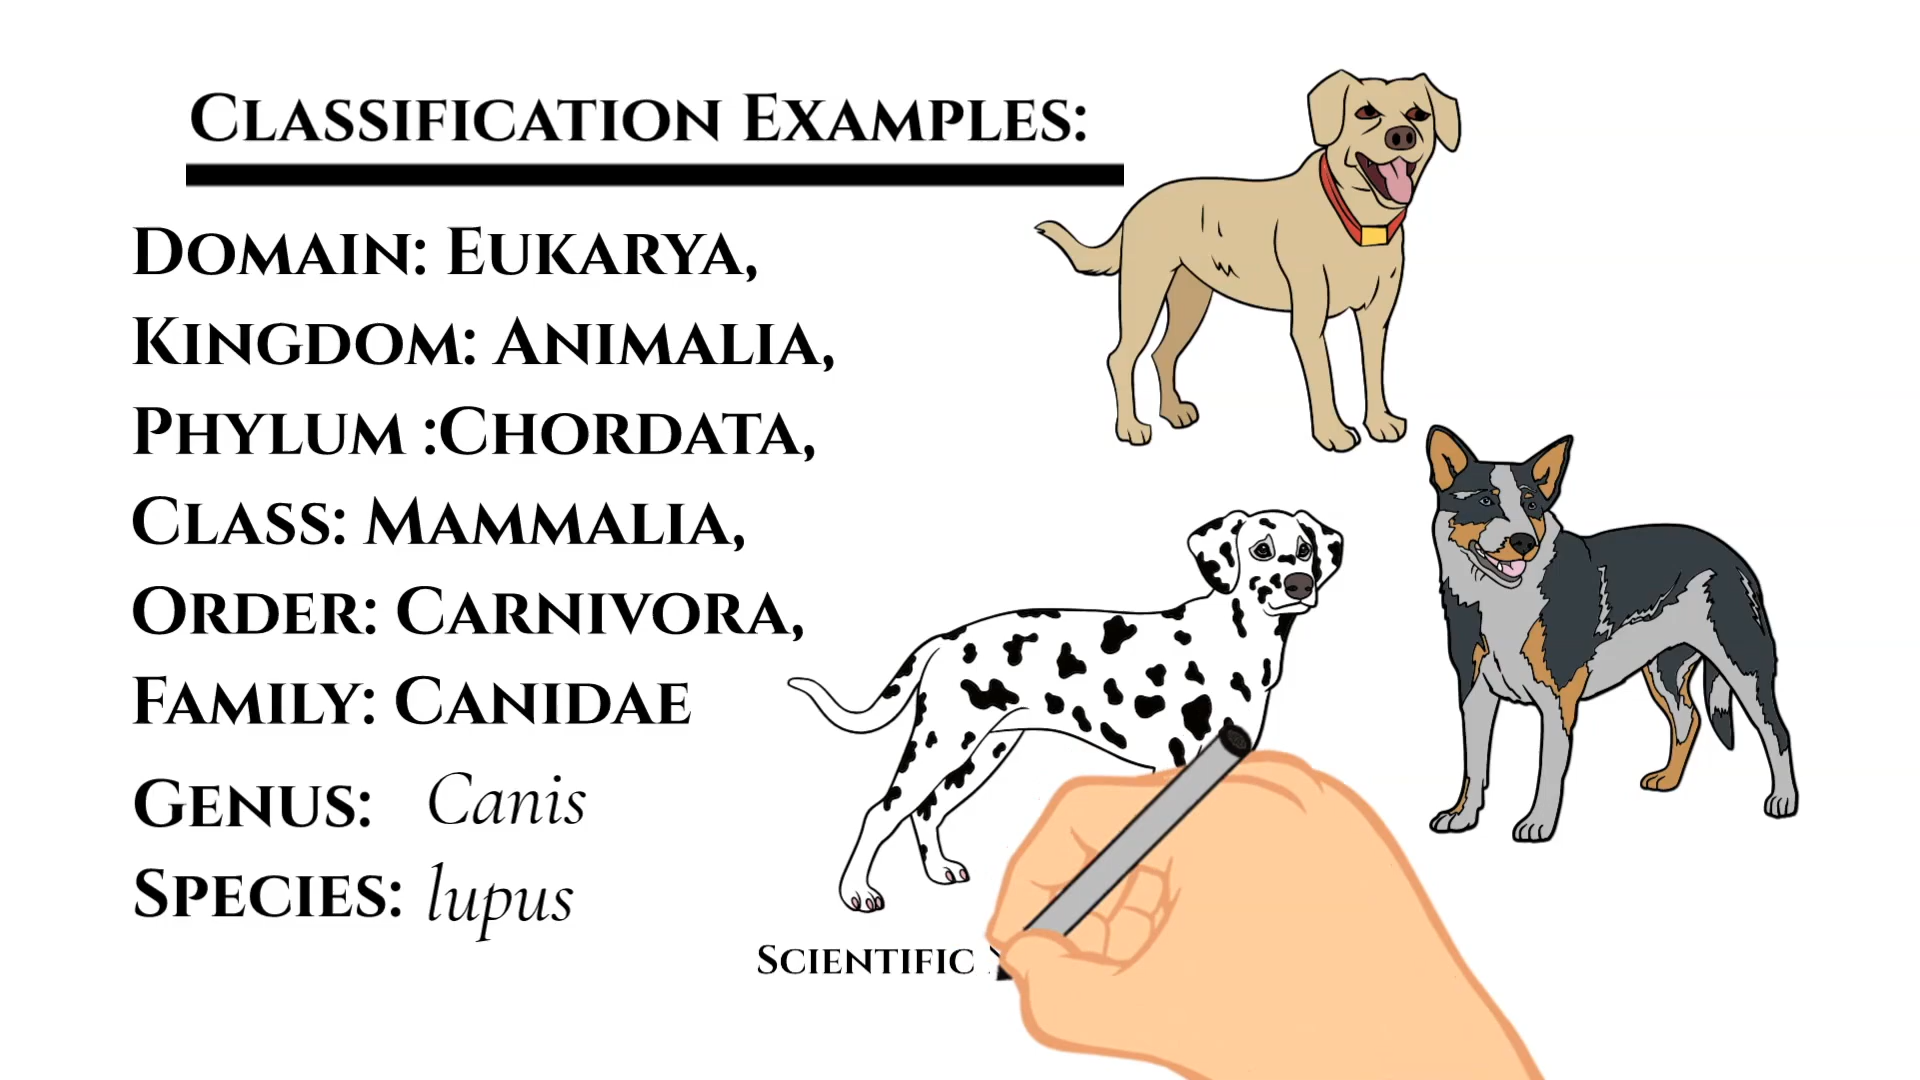 Classification Examples:
Domain: Eukarya,
Kingdom: Animalia,
Phylum :Chordata,
Class: Mammalia,
Order: Carnivora,
Family: Canidae
Genus: Canis
Species: lupus
Scientific